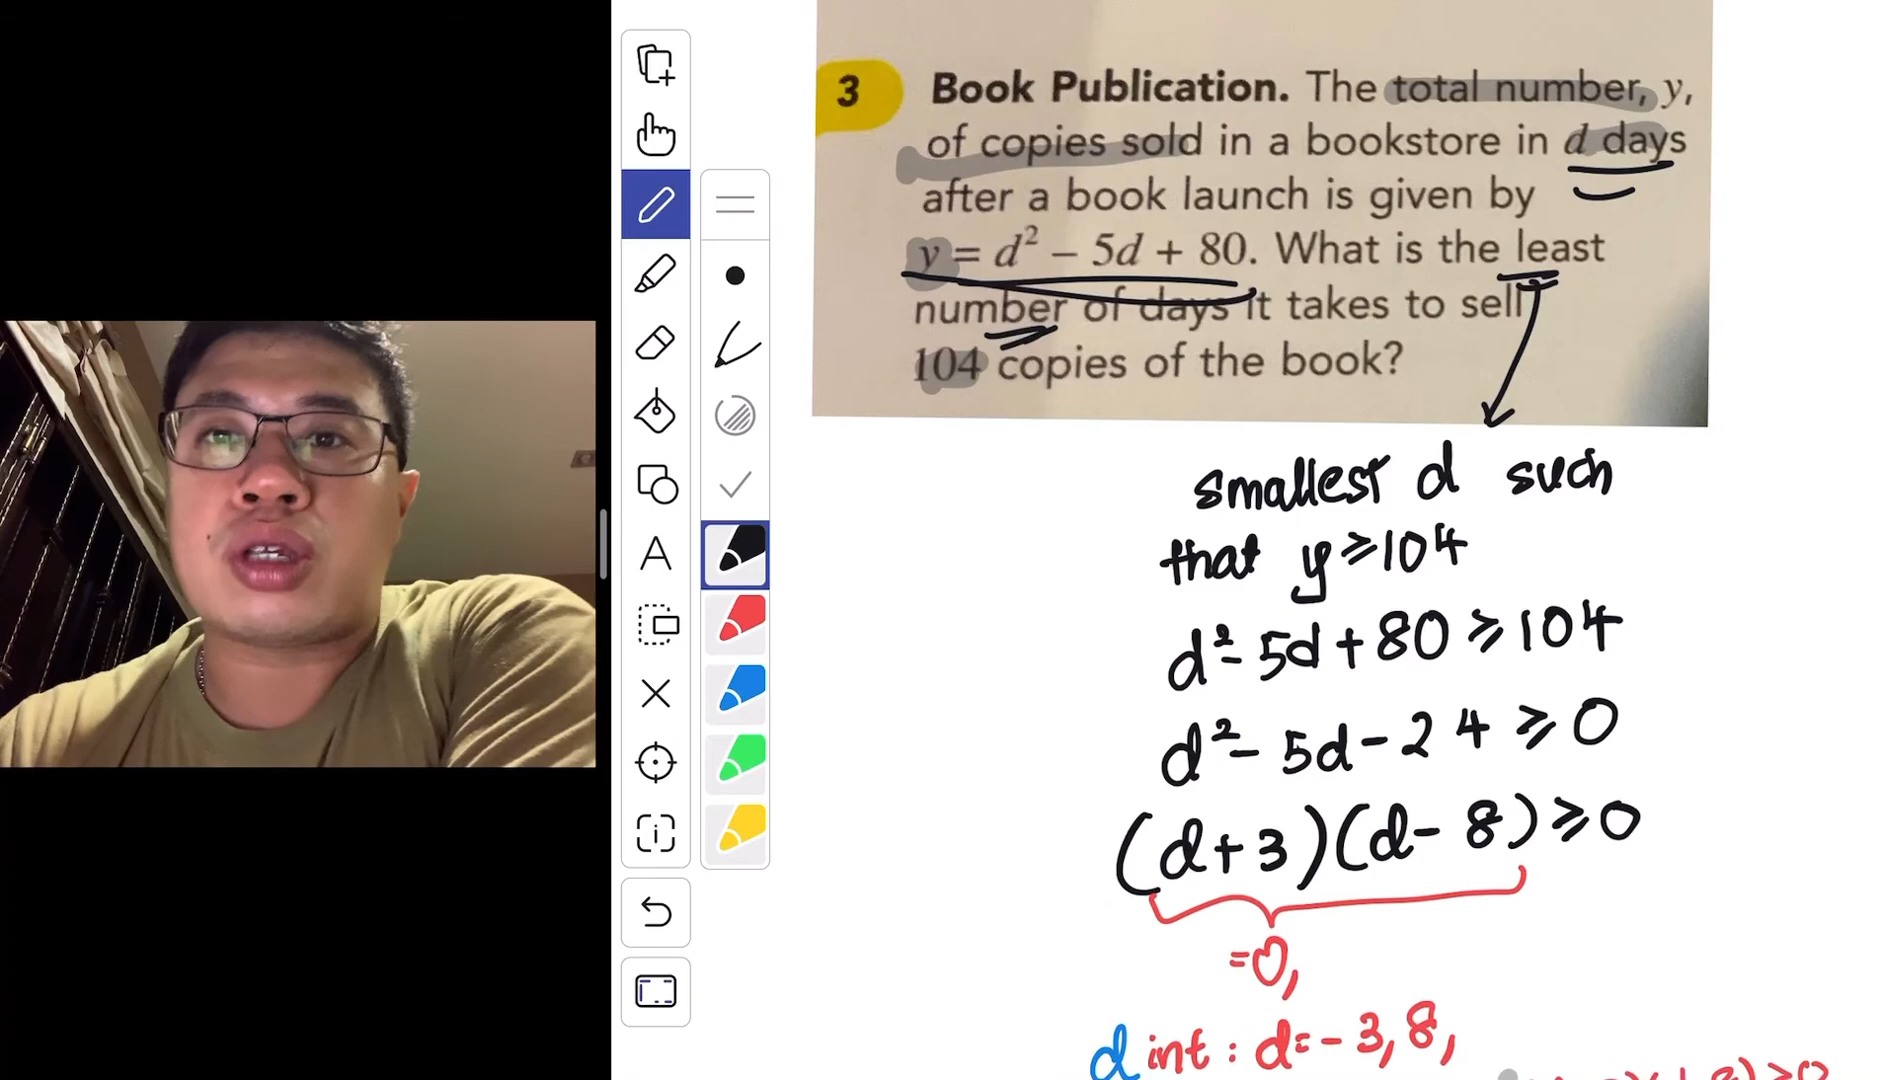 3 Book Publication. The total number, y,
of copies sold in a bookstore in d days
after a book launch is given by
y = d² – 5d + 80. What is the least
number of days it takes to sell
104 copies of the book?
smallest d such
that y ≥ 104
d² - 5d + 80 ≥ 104
d² - 5d - 24 ≥ 0
(d + 3)(d - 8) ≥ 0
= 0,
d int : d = - 3, 8,
A